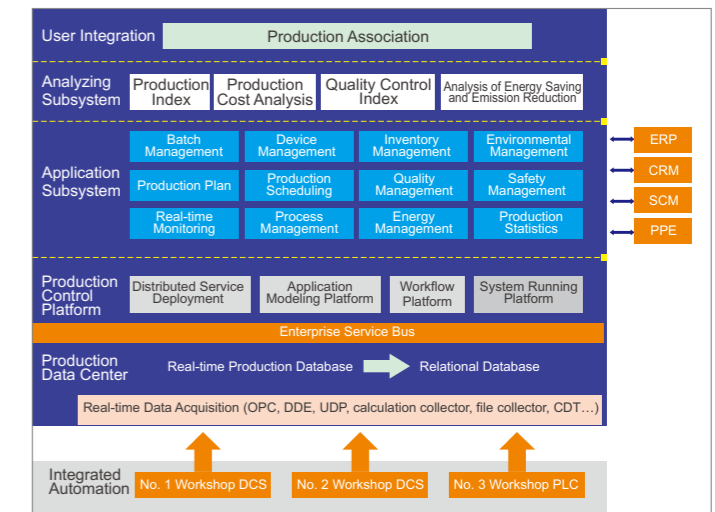 User Integration
Production Association
Analyzing
Subsystem
Production
Index
Production
Cost Analysis
Quality Control
Index
Analysis of Energy Saving
and Emission Reduction
Application
Subsystem
Batch
Management
Device
Management
Inventory
Management
Environmental
Management
Production Plan
Production
Scheduling
Quality
Management
Safety
Management
Real-time
Monitoring
Process
Management
Energy
Management
Production
Statistics
ERP
CRM
SCM
PPE
Production
Control
Platform
Distributed Service
Deployment
Application
Modeling Platform
Workflow
Platform
System Running
Platform
Enterprise Service Bus
Production
Data Center
Real-time Production Database
Relational Database
Real-time Data Acquisition (OPC, DDE, UDP, calculation collector, file collector, CDT…)
Integrated
Automation
No. 1 Workshop DCS
No. 2 Workshop DCS
No. 3 Workshop PLC